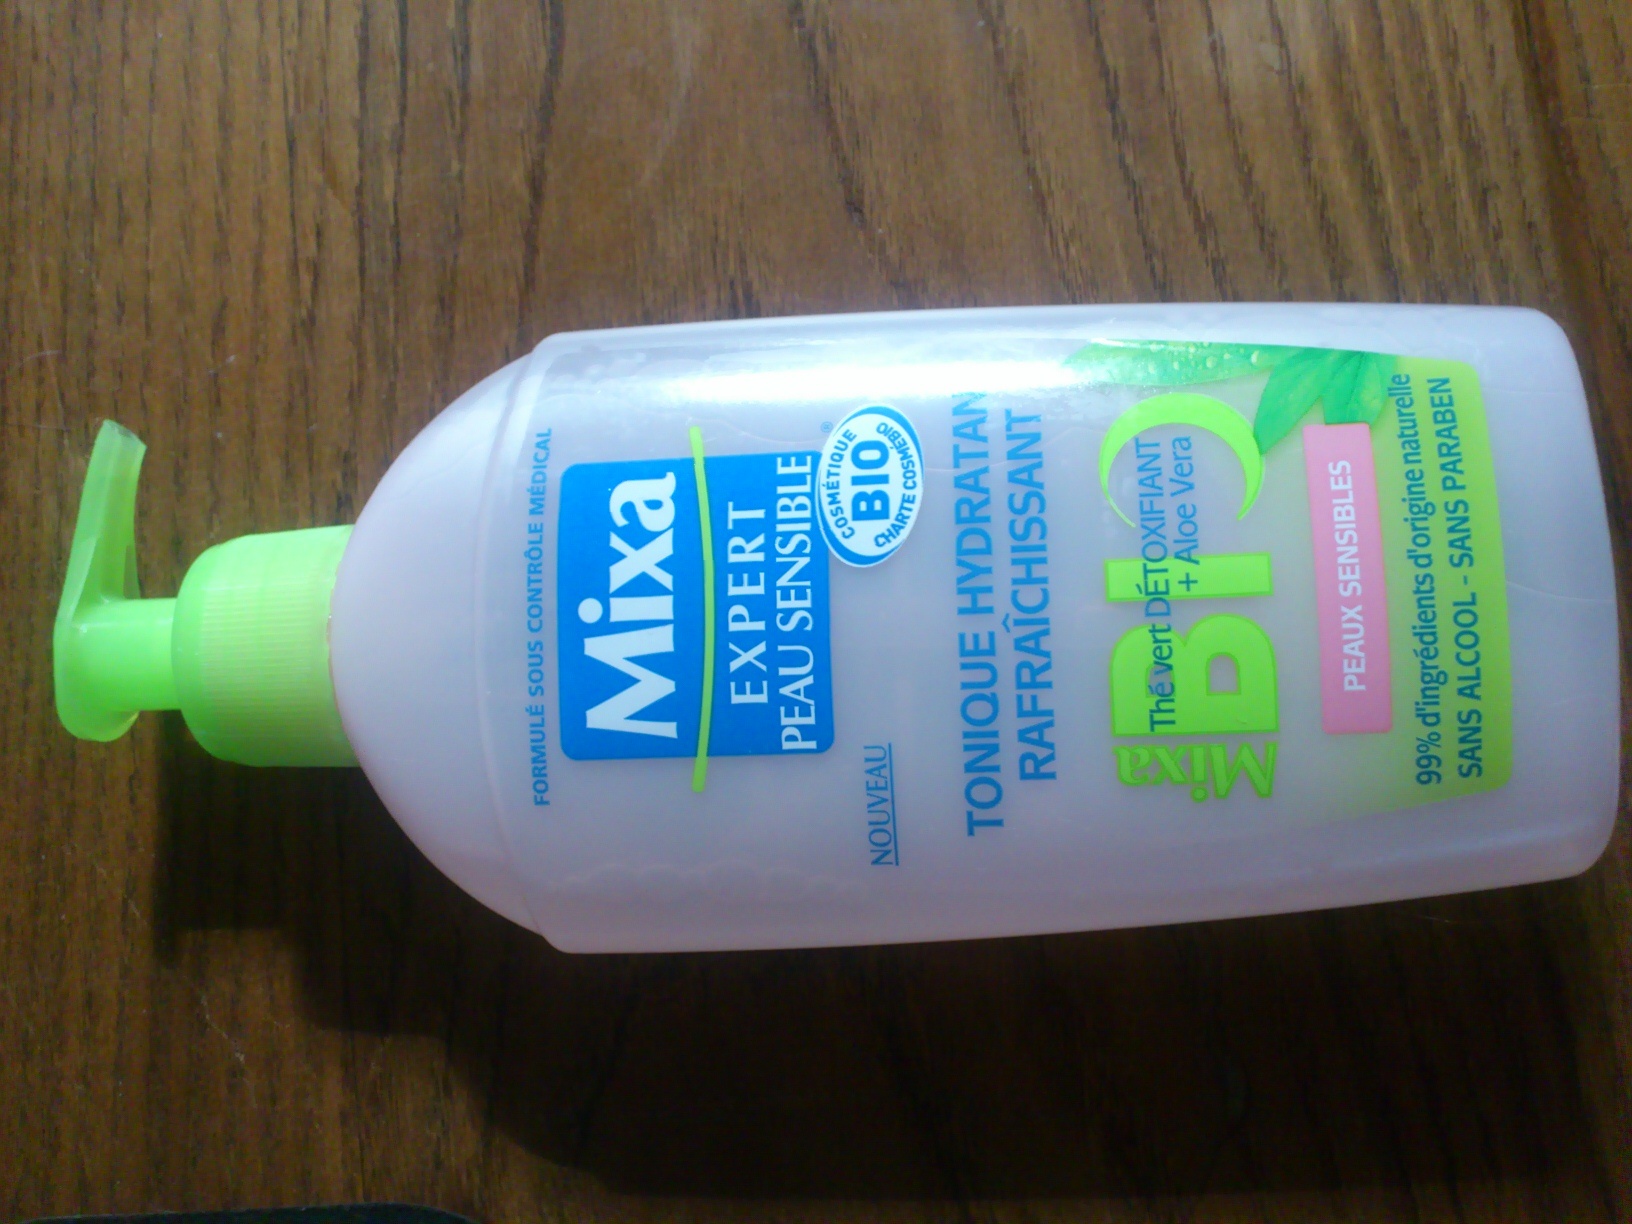 FORMULÉ SOUS CONTRÔLE MÉDICAL
Mixa
EXPERT
PEAU SENSIBLE
®
COSMÉTIQUE
BIO
CHARTE COSMÉBIO
NOUVEAU
TONIQUE HYDRATAN
RAFRAÎCHISSANT
Mixa
BIO
Thé vert DÉTOXIFIANT
+ Aloe Vera
PEAUX SENSIBLES
99% d'ingrédients d'origine naturelle
SANS ALCOOL - SANS PARABEN